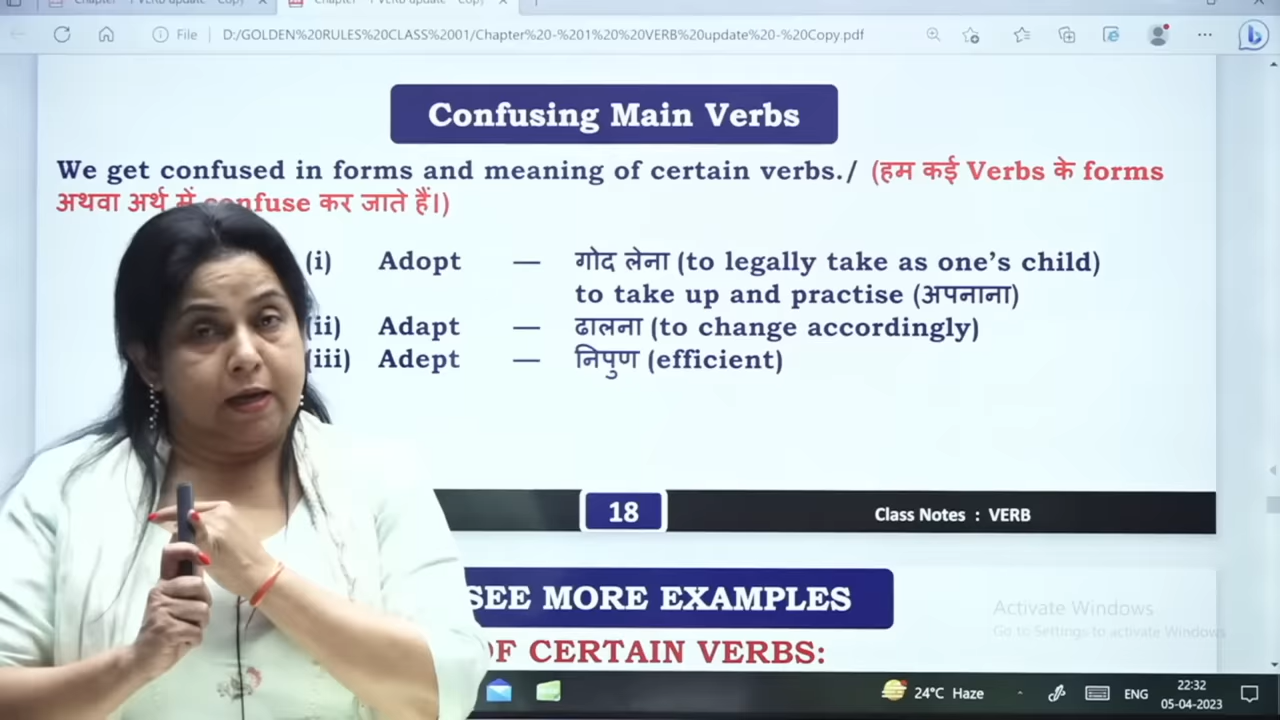 File
D:/GOLDEN%20RULES%20CLASS%2001/Chapter%20-%201%20%20VERB%20update%20-%20Copy.pdf
Confusing Main Verbs
We get confused in forms and meaning of certain verbs./ (हम कई Verbs के forms
अथवा अर्थ में confuse कर जाते हैं।)
(i) Adopt — गोद लेना (to legally take as one's child)
to take up and practise (अपनाना)
(ii) Adapt — ढालना (to change accordingly)
(iii) Adept — निपुण (efficient)
18
Class Notes : VERB
SEE MORE EXAMPLES
OF CERTAIN VERBS:
Activate Windows
Go to Settings to activate Windows
24°C Haze
ENG
22:32
05-04-2023